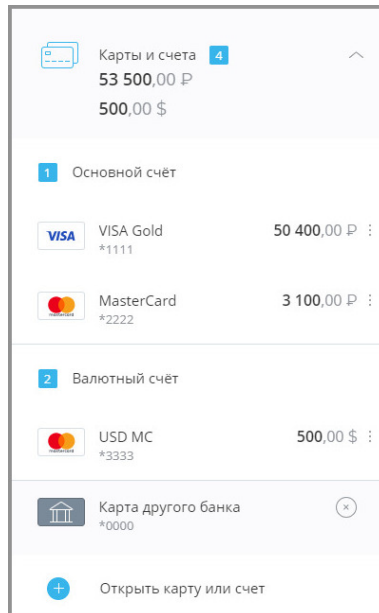 Карты и счета 4
53 500,00 ₽
500,00 $
1 Основной счёт
VISA VISA Gold 50 400,00 ₽
*1111
MasterCard 3 100,00 ₽
mastercard *2222
2 Валютный счёт
USD MC 500,00 $
mastercard *3333
Карта другого банка
*0000
Открыть карту или счет